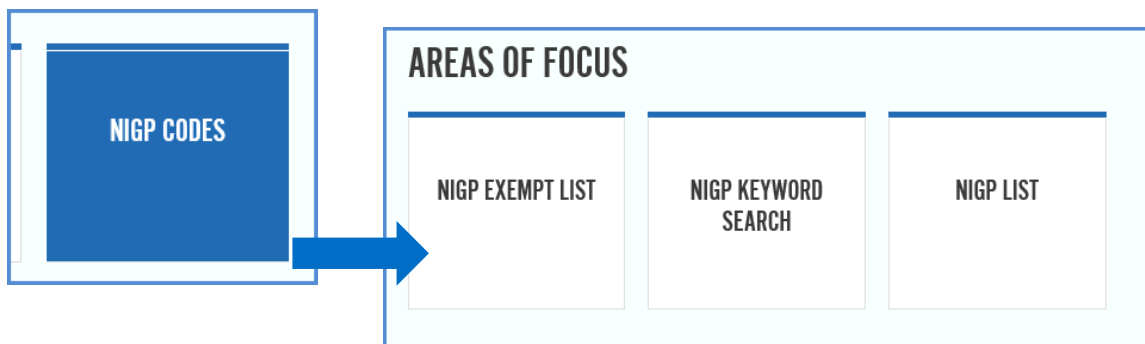 NIGP CODES
AREAS OF FOCUS
NIGP EXEMPT LIST
NIGP KEYWORD
SEARCH
NIGP LIST